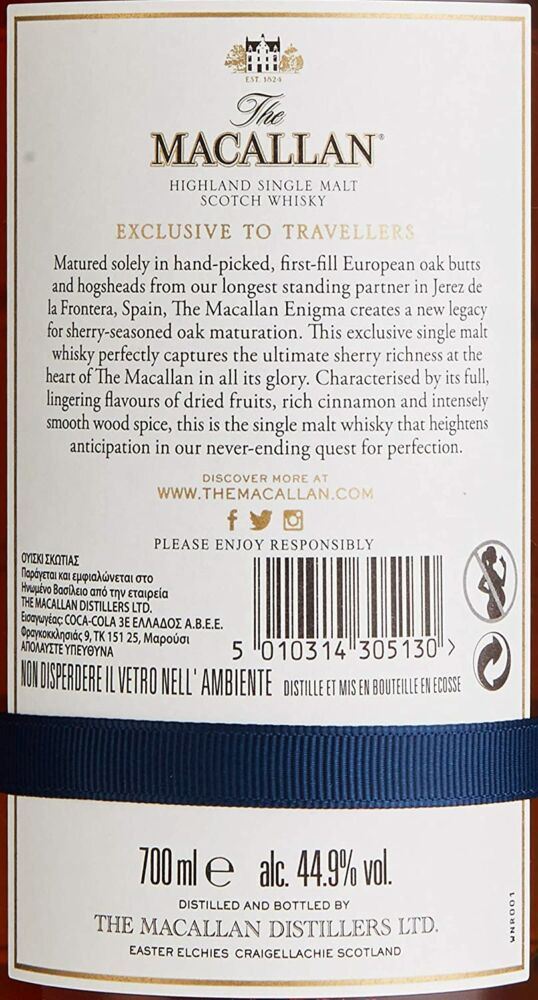 EST. 1824
The
MACALLAN®
HIGHLAND SINGLE MALT
SCOTCH WHISKY
EXCLUSIVE TO TRAVELLERS
Matured solely in hand-picked, first-fill European oak butts
and hogsheads from our longest standing partner in Jerez de
la Frontera, Spain, The Macallan Enigma creates a new legacy
for sherry-seasoned oak maturation. This exclusive single malt
whisky perfectly captures the ultimate sherry richness at the
heart of The Macallan in all its glory. Characterised by its full,
lingering flavours of dried fruits, rich cinnamon and intensely
smooth wood spice, this is the single malt whisky that heightens
anticipation in our never-ending quest for perfection.
DISCOVER MORE AT
WWW.THEMACALLAN.COM
PLEASE ENJOY RESPONSIBLY
ΟΥΙΣΚΙ ΣΚΩΤΙΑΣ
Παράγεται και εμφιαλώνεται στο
Ηνωμένο Βασίλειο από την εταιρεία
THE MACALLAN DISTILLERS LTD.
Εισαγωγέας: COCA-COLA 3E ΕΛΛΑΔΟΣ Α.Β.Ε.Ε.
Φραγκοκκλησιάς 9, ΤΚ 151 25, Μαρούσι
ΑΠΟΛΑΥΣΤΕ ΥΠΕΥΘΥΝΑ
5 010314 305130 >
NON DISPERDERE IL VETRO NELL' AMBIENTE
DISTILLE ET MIS EN BOUTEILLE EN ECOSSE
700 ml e alc. 44.9% vol.
DISTILLED AND BOTTLED BY
THE MACALLAN DISTILLERS LTD.
EASTER ELCHIES CRAIGELLACHIE SCOTLAND
WNR001